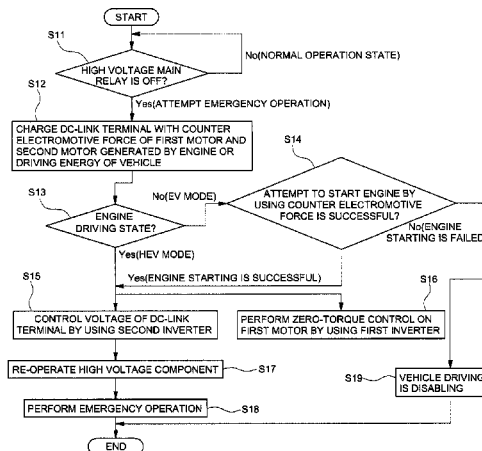 START
S11
HIGH VOLTAGE MAIN
RELAY IS OFF?
No(NORMAL OPERATION STATE)
Yes(ATTEMPT EMERGENCY OPERATION)
S12
CHARGE DC-LINK TERMINAL WITH COUNTER
ELECTROMOTIVE FORCE OF FIRST MOTOR AND
SECOND MOTOR GENERATED BY ENGINE OR
DRIVING ENERGY OF VEHICLE
S13
ENGINE
DRIVING STATE?
No(EV MODE)
Yes(HEV MODE)
S14
ATTEMPT TO START ENGINE BY
USING COUNTER ELECTROMOTIVE
FORCE IS SUCCESSFUL?
No(ENGINE
STARTING IS FAILED
Yes(ENGINE STARTING IS SUCCESSFUL)
S15
CONTROL VOLTAGE OF DC-LINK
TERMINAL BY USING SECOND INVERTER
S16
PERFORM ZERO-TORQUE CONTROL ON
FIRST MOTOR BY USING FIRST INVERTER
RE-OPERATE HIGH VOLTAGE COMPONENT
S17
PERFORM EMERGENCY OPERATION
S18
S19
VEHICLE DRIVING
IS DISABLING
END